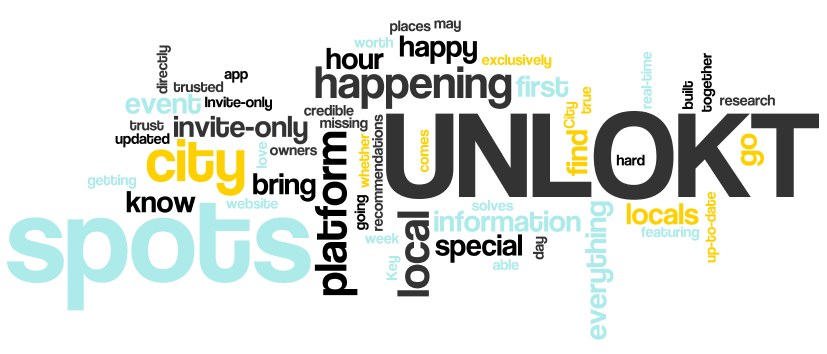 places may
worth happy
hour exclusively
directly
app
trusted
happening first
event Invite-only
credible
real-time
built
together
research
City
true
trust invite-only missing
updated
owners
love
city
UNLOKT
hard
go
find
comes
whether
recommendations
platform
getting
bring
know
website
going
solves
spots
local
information
special
week
Key
able
day
everything
locals
featuring
up-to-date